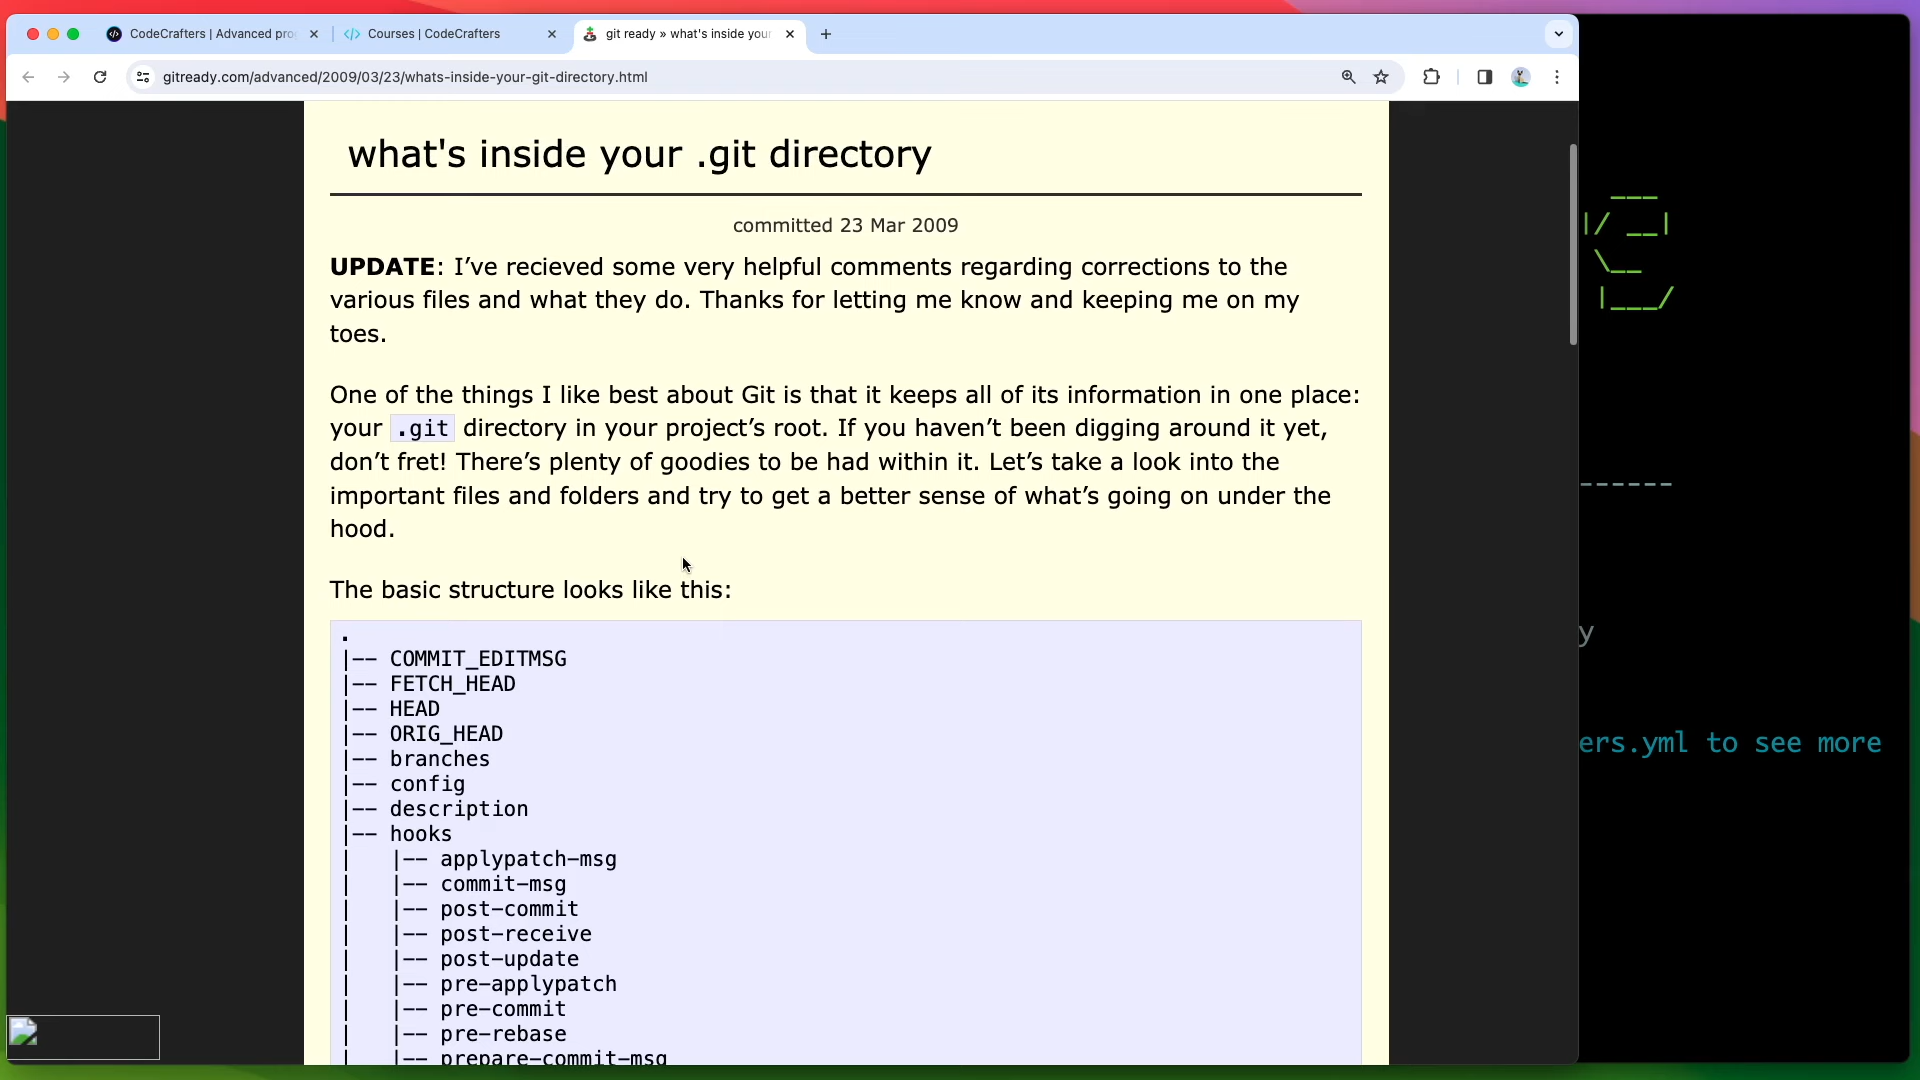 CodeCrafters | Advanced pro
Courses | CodeCrafters
git ready » what's inside your
gitready.com/advanced/2009/03/23/whats-inside-your-git-directory.html
what's inside your .git directory
committed 23 Mar 2009
UPDATE: I’ve recieved some very helpful comments regarding corrections to the
various files and what they do. Thanks for letting me know and keeping me on my
toes.
One of the things I like best about Git is that it keeps all of its information in one place:
your .git directory in your project’s root. If you haven’t been digging around it yet,
don’t fret! There’s plenty of goodies to be had within it. Let’s take a look into the
important files and folders and try to get a better sense of what’s going on under the
hood.
The basic structure looks like this:
.
|-- COMMIT_EDITMSG
|-- FETCH_HEAD
|-- HEAD
|-- ORIG_HEAD
|-- branches
|-- config
|-- description
|-- hooks
|   |-- applypatch-msg
|   |-- commit-msg
|   |-- post-commit
|   |-- post-receive
|   |-- post-update
|   |-- pre-applypatch
|   |-- pre-commit
|   |-- pre-rebase
|   |-- prepare-commit-msg
------
y
ers.yml to see more